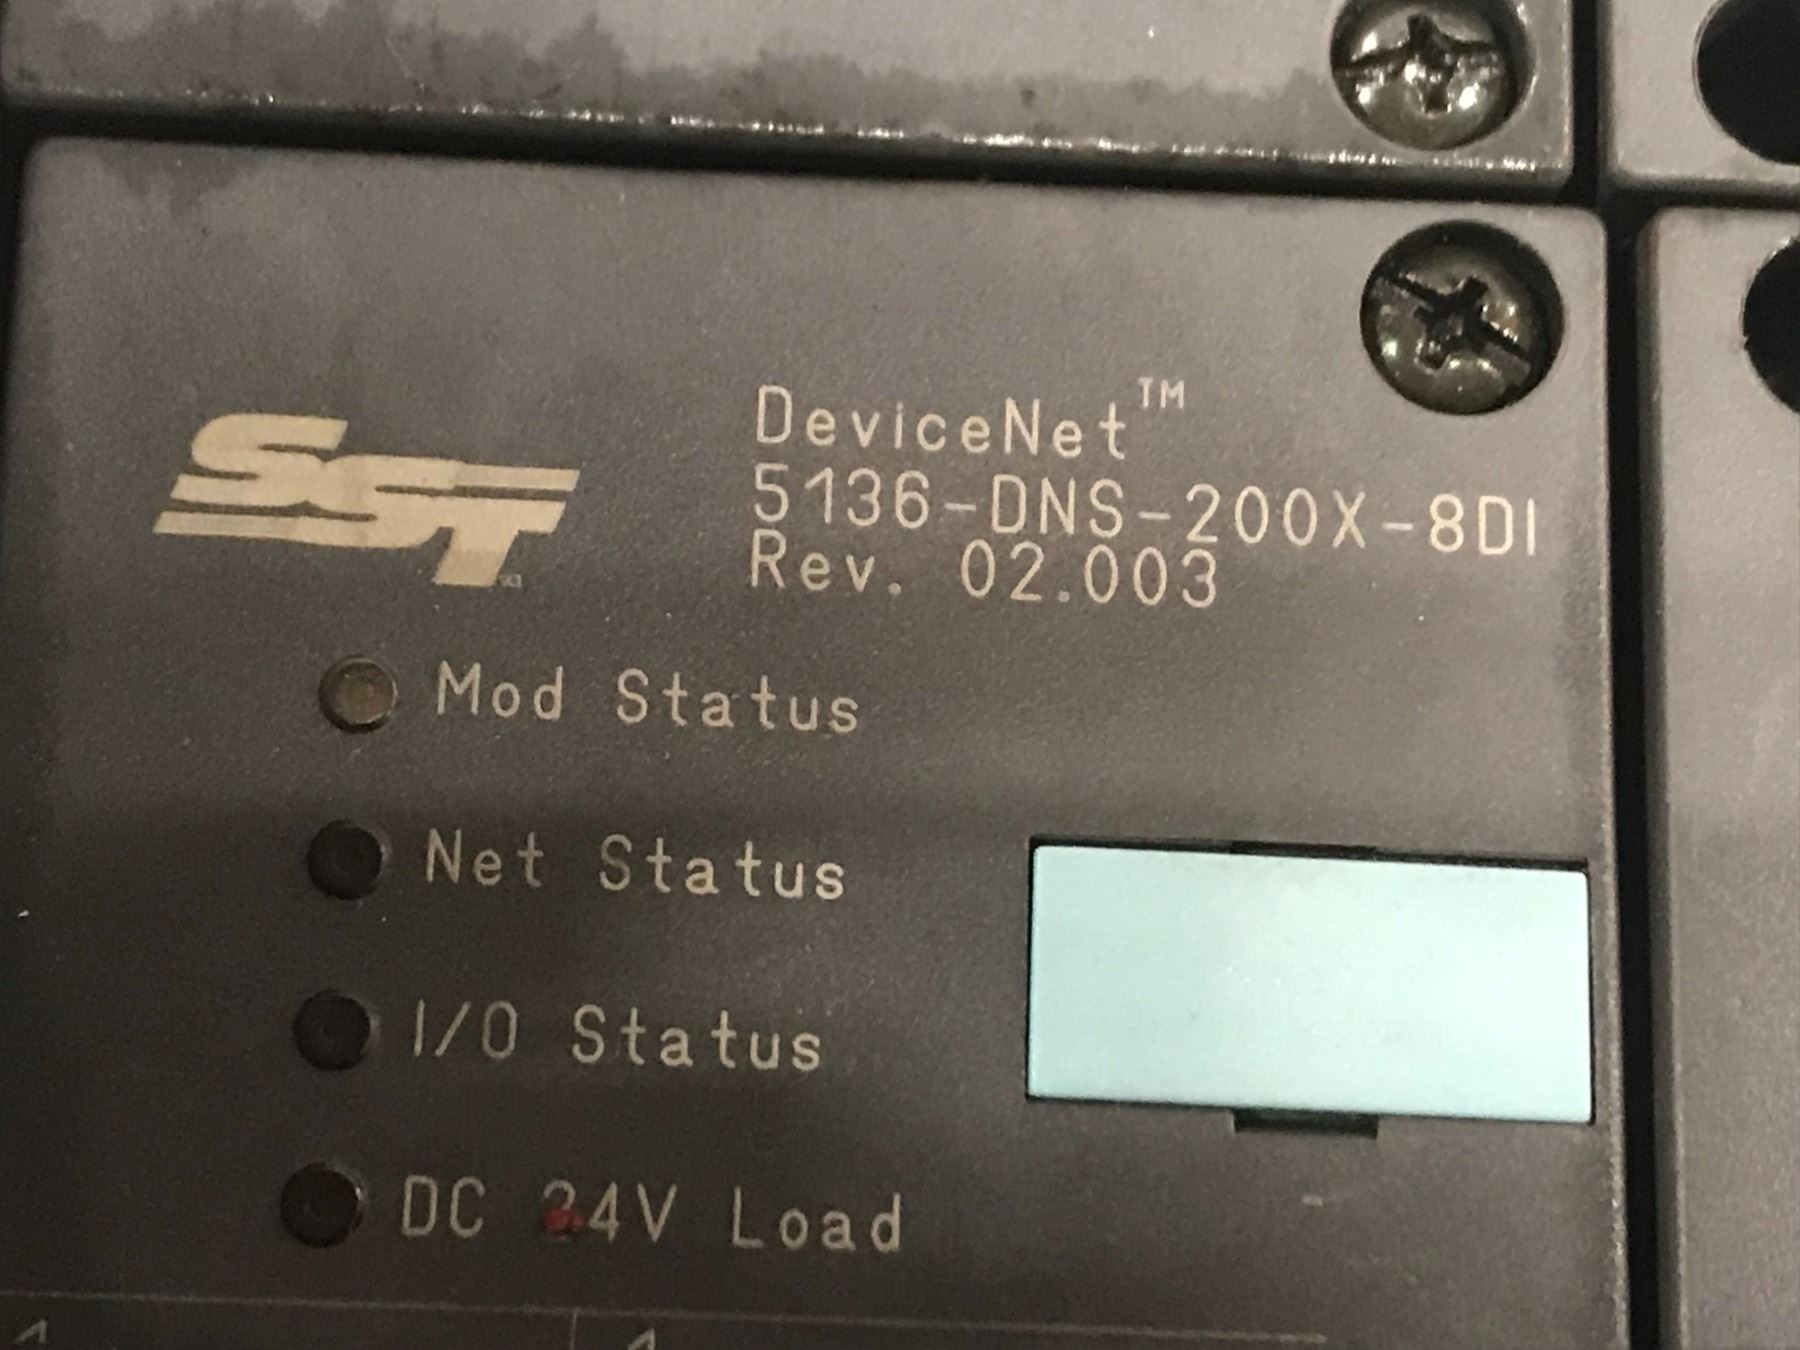 SST
DeviceNet™
5136-DNS-200X-8DI
Rev. 02.003
Mod Status
Net Status
I/O Status
DC 24V Load